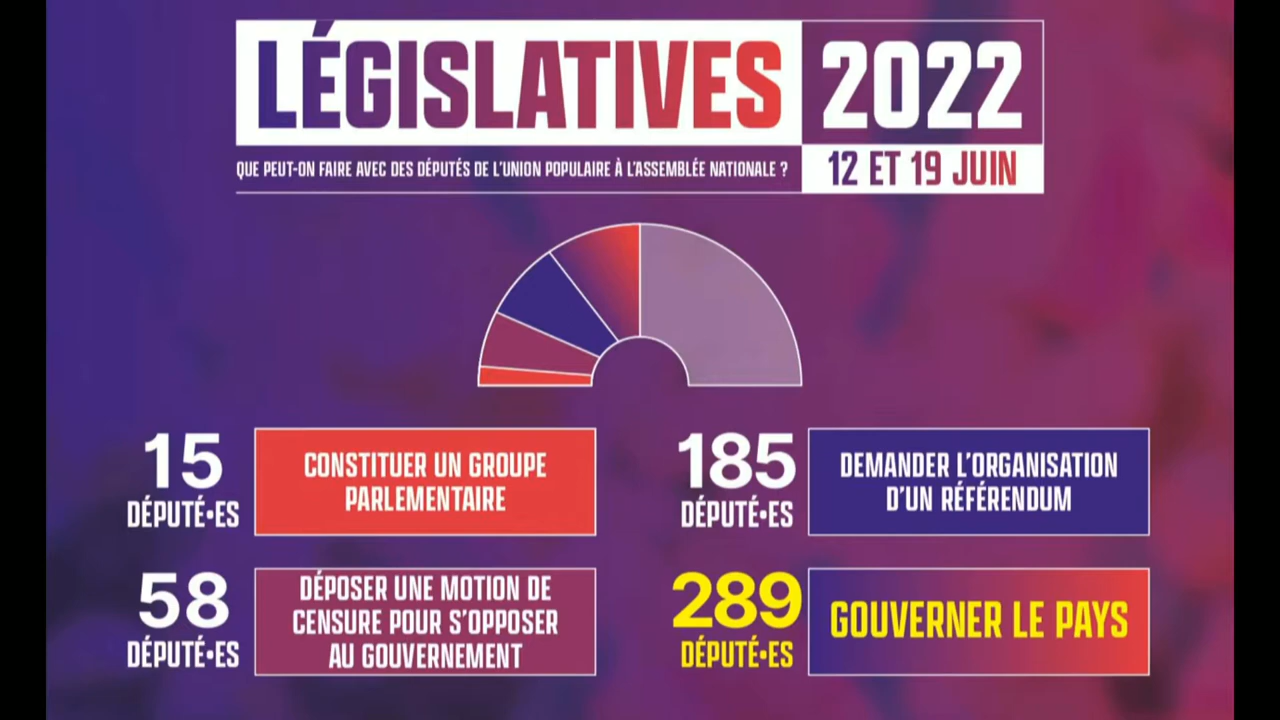 LÉGISLATIVES
2022
QUE PEUT-ON FAIRE AVEC DES DÉPUTÉS DE L'UNION POPULAIRE À L'ASSEMBLÉE NATIONALE ?
12 ET 19 JUIN
15
DÉPUTÉ•ES
CONSTITUER UN GROUPE
PARLEMENTAIRE
185
DÉPUTÉ•ES
DEMANDER L'ORGANISATION
D'UN RÉFÉRENDUM
58
DÉPUTÉ•ES
DÉPOSER UNE MOTION DE
CENSURE POUR S'OPPOSER
AU GOUVERNEMENT
289
DÉPUTÉ•ES
GOUVERNER LE PAYS